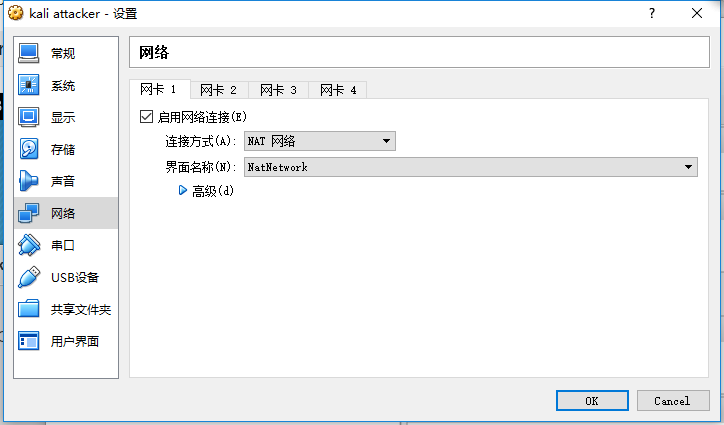 kali attacker - 设置
?
常规
系统
显示
存储
声音
网络
串口
USB设备
共享文件夹
用户界面
网络
网卡 1 网卡 2 网卡 3 网卡 4
启用网络连接(E)
连接方式(A): NAT 网络
界面名称(N): NatNetwork
高级(d)
OK Cancel